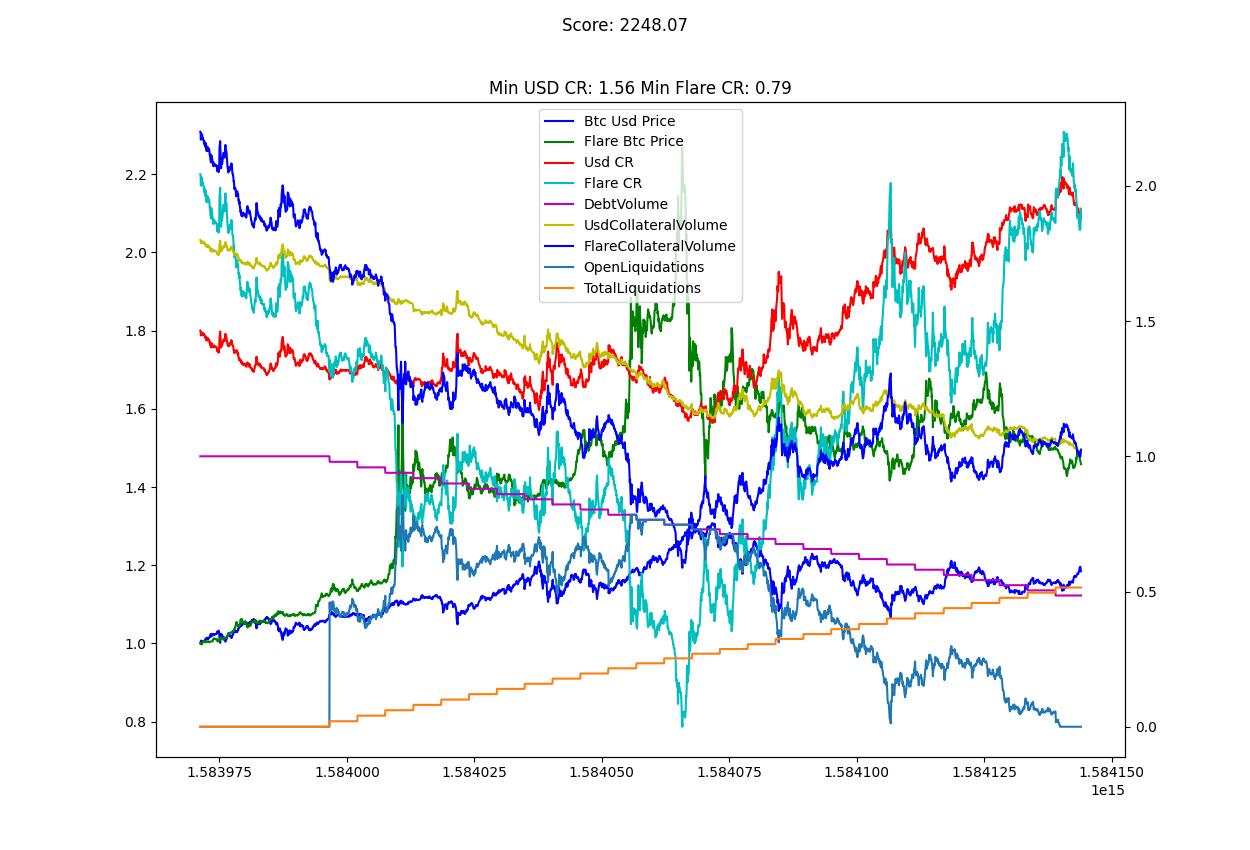 Score: 2248.07
Min USD CR: 1.56 Min Flare CR: 0.79
Btc Usd Price
Flare Btc Price
Usd CR
Flare CR
DebtVolume
UsdCollateralVolume
FlareCollateralVolume
OpenLiquidations
TotalLiquidations
2.2
2.0
1.8
1.6
1.4
1.2
1.0
0.8
2.0
1.5
1.0
0.5
0.0
1.583975
1.584000
1.584025
1.584050
1.584075
1.584100
1.584125
1.584150
1e15